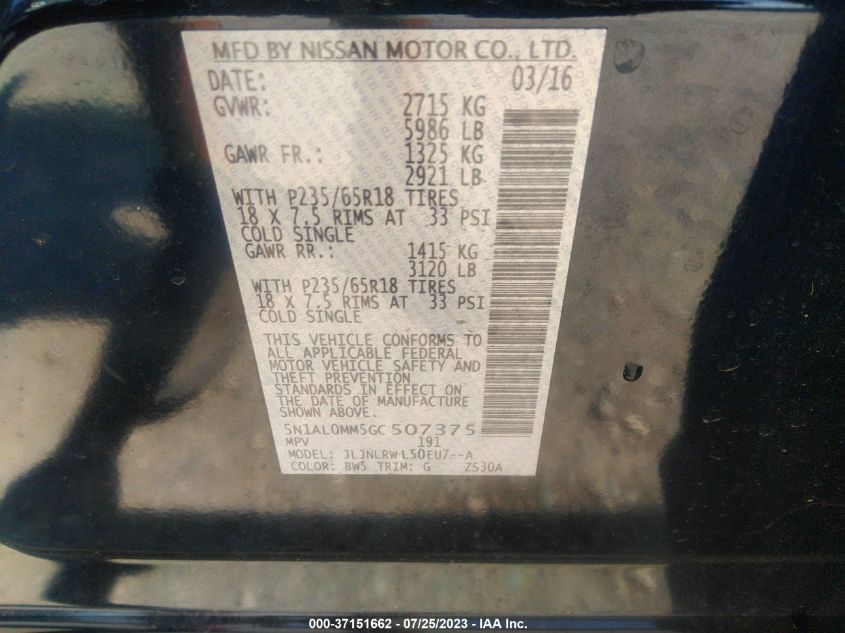 MFD BY NISSAN MOTOR CO., LTD.
DATE: 03/16
GVWR: 2715 KG
5986 LB
GAWR FR.: 1325 KG
2921 LB
WITH P235/65R18 TIRES
18 X 7.5 RIMS AT 33 PSI
COLD SINGLE
GAWR RR.: 1415 KG
3120 LB
WITH P235/65R18 TIRES
18 X 7.5 RIMS AT 33 PSI
COLD SINGLE
THIS VEHICLE CONFORMS TO
ALL APPLICABLE FEDERAL
MOTOR VEHICLE SAFETY AND
THEFT PREVENTION
STANDARDS IN EFFECT ON
THE DATE OF MANUFACTURE
SHOWN ABOVE.
5N1AL0MM5GC507375
MPV 191
MODEL: JLJNLRWL50EU7--A
COLOR: BW5 TRIM: G ZS30A
000-37151662 - 07/25/2023 - IAA Inc.